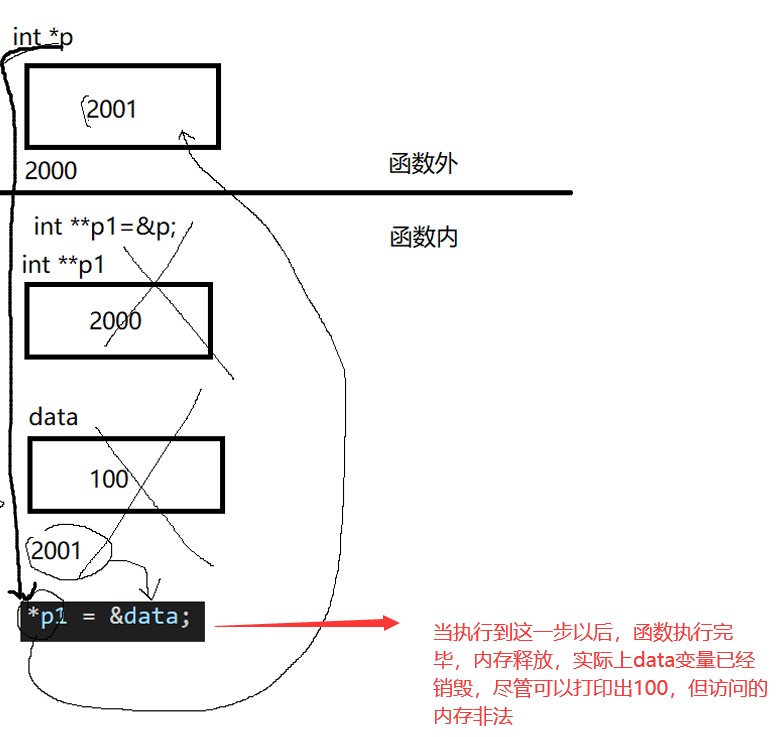 int *p
2001
2000
函数外
int **p1=&p;
函数内
int **p1
2000
data
100
2001
*p1 = &data;
当执行到这一步以后，函数执行完
毕，内存释放，实际上data变量已经
销毁，尽管可以打印出100，但访问的
内存非法